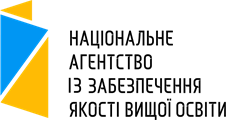 НАЦІОНАЛЬНЕ
АГЕНТСТВО
ІЗ ЗАБЕЗПЕЧЕННЯ
ЯКОСТІ ВИЩОЇ ОСВІТИ